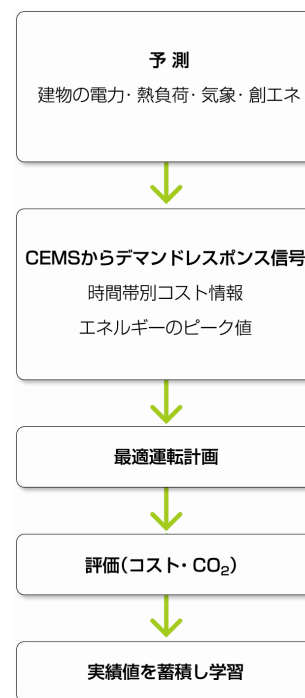 予 測
建物の電力・熱負荷・気象・創エネ
CEMSからデマンドレスポンス信号
時間帯別コスト情報
エネルギーのピーク値
最適運転計画
評価(コスト・CO₂)
実績値を蓄積し学習